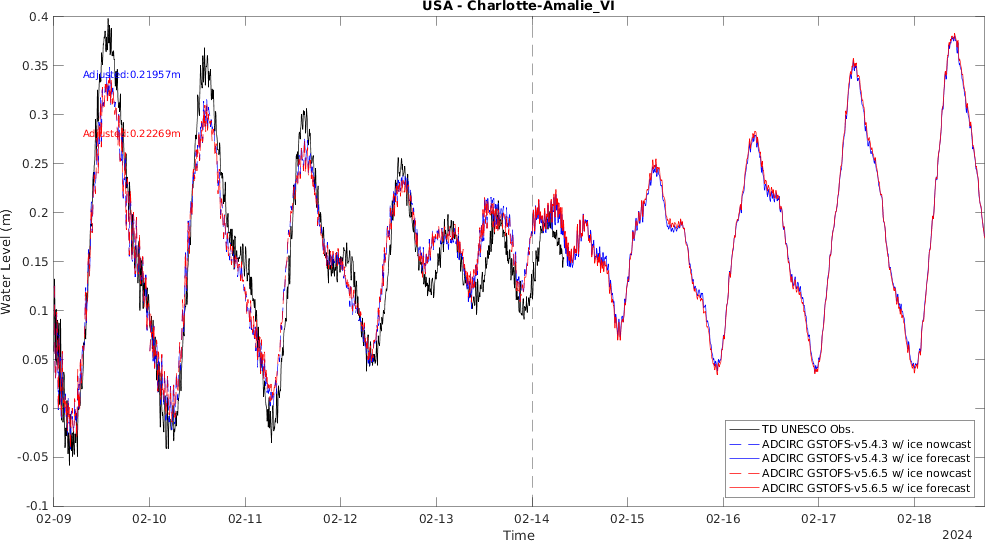 USA - Charlotte-Amalie_VI
0.4
0.35
0.3
0.25
0.2
0.15
0.1
0.05
0
-0.05
-0.1
Water Level (m)
Adjusted:0.21957m
Adjusted:0.22269m
TD UNESCO Obs.
ADCIRC GSTOFS-v5.4.3 w/ ice nowcast
ADCIRC GSTOFS-v5.4.3 w/ ice forecast
ADCIRC GSTOFS-v5.6.5 w/ ice nowcast
ADCIRC GSTOFS-v5.6.5 w/ ice forecast
02-09 02-10 02-11 02-12 02-13 02-14 02-15 02-16 02-17 02-18
Time
2024